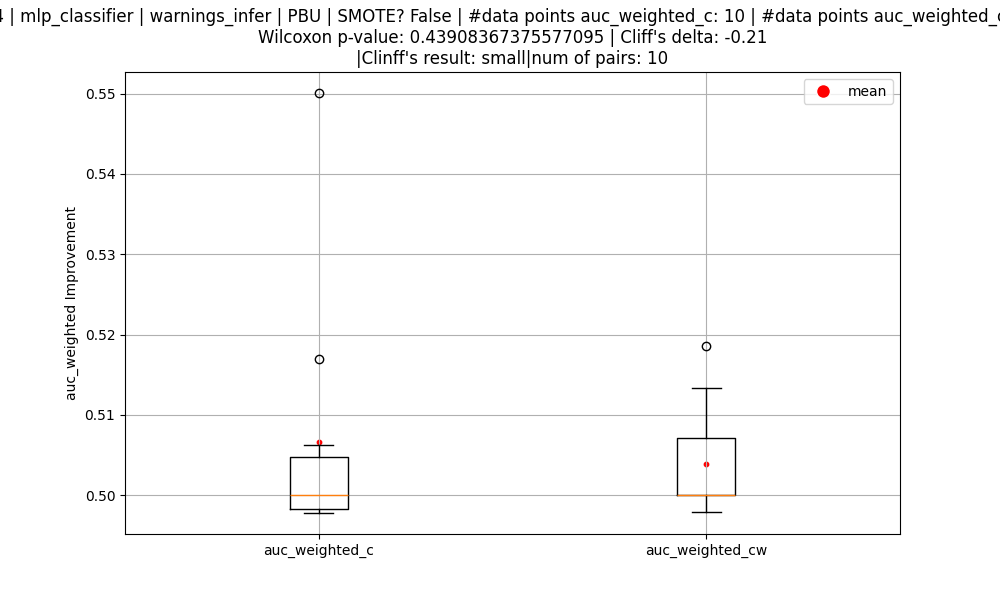 | mlp_classifier | warnings_infer | PBU | SMOTE? False | #data points auc_weighted_c: 10 | #data points
Wilcoxon p-value: 0.43908367375577095 | Cliff's delta: -0.21
|Clinff's result: small|num of pairs: 10
mean
0.55
0.54
0.53
0.52
0.51
0.50
auc_weighted Improvement
auc_weighted_c
auc_weighted_cw